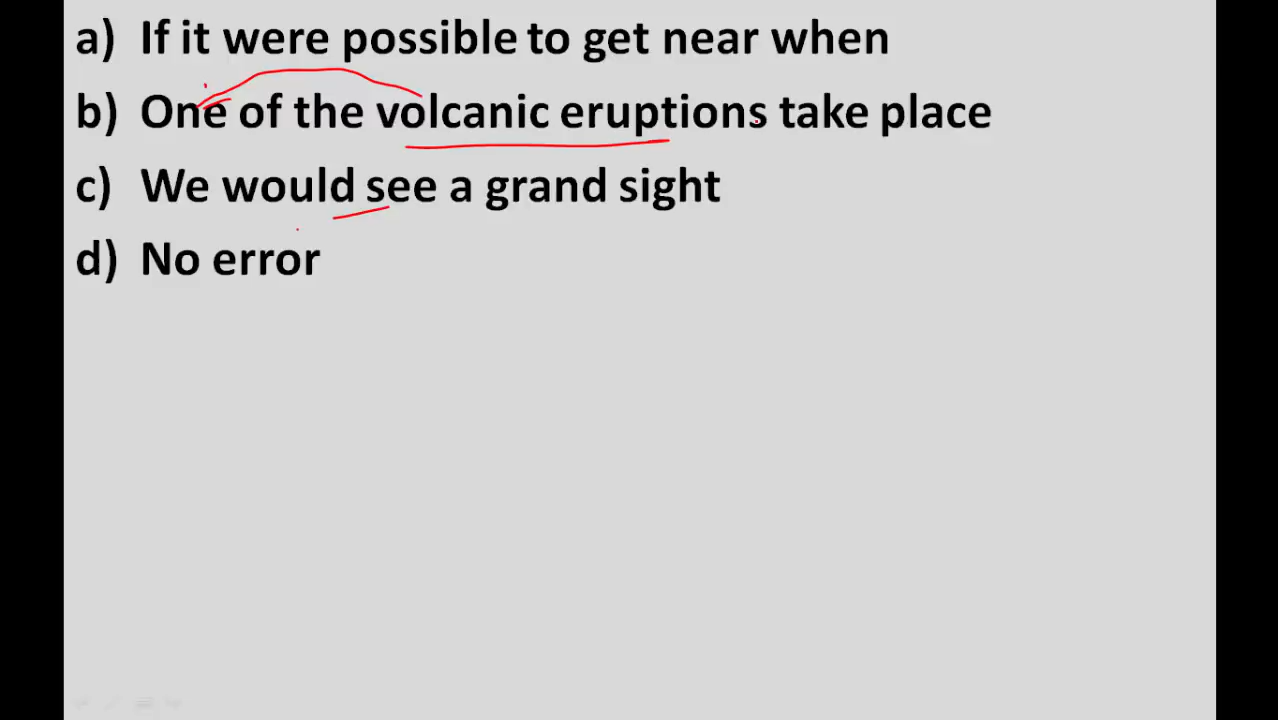 a) If it were possible to get near when
b) One of the volcanic eruptions take place
c) We would see a grand sight
d) No error